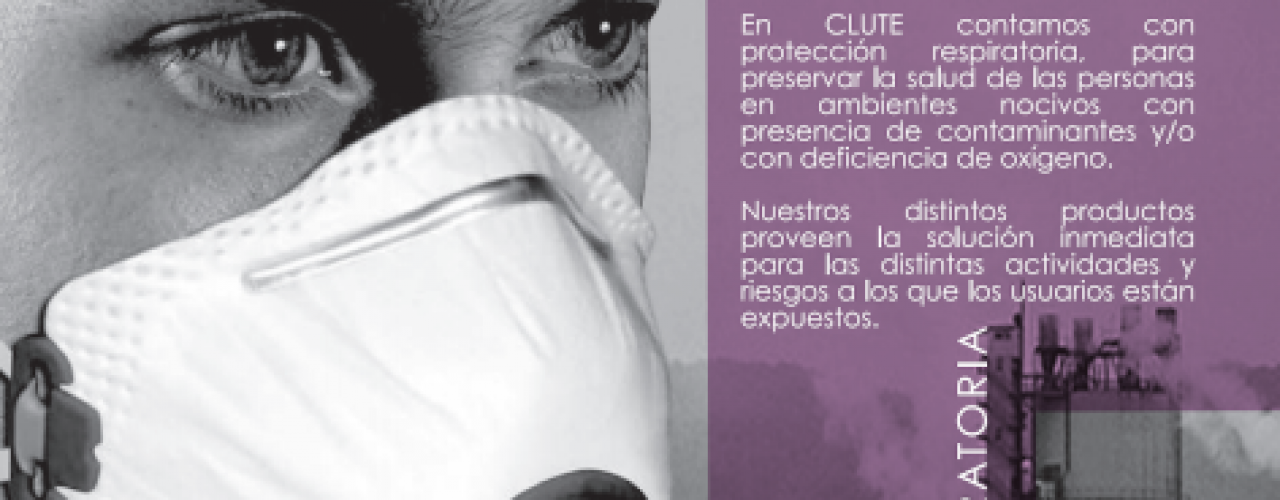 En CLUTE contamos con
protección respiratoria, para
preservar la salud de las personas
en ambientes nocivos con
presencia de contaminantes y/o
con deficiencia de oxígeno.
Nuestros distintos productos
proveen la solución inmediata
para las distintas actividades y
riesgos a los que los usuarios están
expuestos.